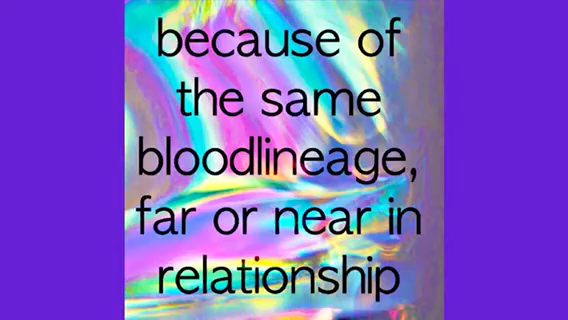 because of
the same
bloodlineage,
far or near in
relationship